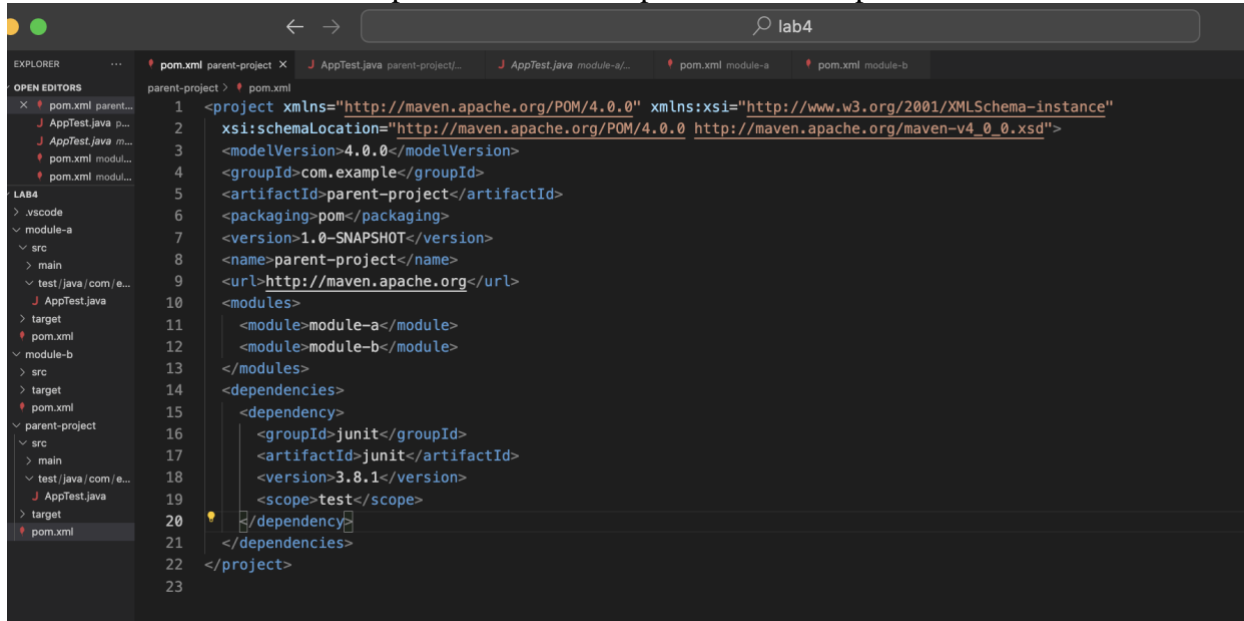 lab4
EXPLORER ...
pom.xml parent-project × AppTest.java parent-project/... AppTest.java module-a/... pom.xml module-a pom.xml module-b
OPEN EDITORS
pom.xml parent...
AppTest.java p...
AppTest.java m...
pom.xml modul...
pom.xml modul...
LAB4
.vscode
module-a
src
main
test/java/com/e...
AppTest.java
target
pom.xml
module-b
src
target
pom.xml
parent-project
src
main
test/java/com/e...
AppTest.java
target
pom.xml
parent-project > pom.xml
1 <project xmlns="http://maven.apache.org/POM/4.0.0" xmlns:xsi="http://www.w3.org/2001/XMLSchema-instance"
2 xsi:schemaLocation="http://maven.apache.org/POM/4.0.0 http://maven.apache.org/maven-v4_0_0.xsd">
3 <modelVersion>4.0.0</modelVersion>
4 <groupId>com.example</groupId>
5 <artifactId>parent-project</artifactId>
6 <packaging>pom</packaging>
7 <version>1.0-SNAPSHOT</version>
8 <name>parent-project</name>
9 <url>http://maven.apache.org</url>
10 <modules>
11 <module>module-a</module>
12 <module>module-b</module>
13 </modules>
14 <dependencies>
15 <dependency>
16 <groupId>junit</groupId>
17 <artifactId>junit</artifactId>
18 <version>3.8.1</version>
19 <scope>test</scope>
20 </dependency>
21 </dependencies>
22 </project>
23